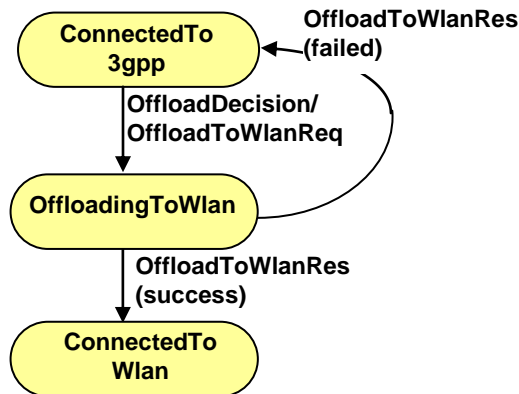 ConnectedTo
3gpp
OffloadToWlanRes
(failed)
OffloadDecision/
OffloadToWlanReq
OffloadingToWlan
OffloadToWlanRes
(success)
ConnectedTo
Wlan